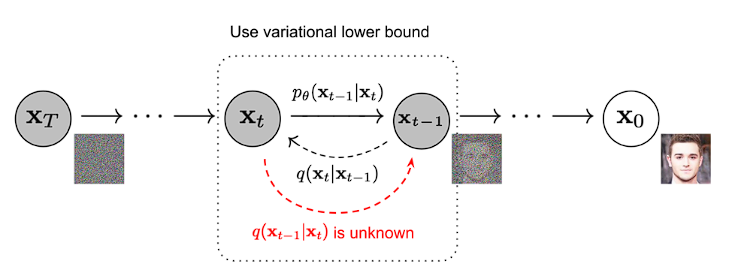 Use variational lower bound
𝐱_T ⋯ 𝐱_t p_θ(𝐱_{t−1}|𝐱_t) 𝐱_{t−1} ⋯ 𝐱_0
q(𝐱_t|𝐱_{t−1})
q(𝐱_{t−1}|𝐱_t) is unknown